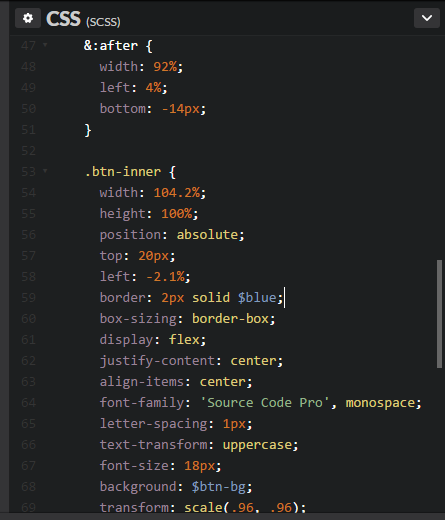 CSS (SCSS)
47 &:after {
48 width: 92%;
49 left: 4%;
50 bottom: -14px;
51 }
52
53 .btn-inner {
54 width: 104.2%;
55 height: 100%;
56 position: absolute;
57 top: 20px;
58 left: -2.1%;
59 border: 2px solid $blue;
60 box-sizing: border-box;
61 display: flex;
62 justify-content: center;
63 align-items: center;
64 font-family: 'Source Code Pro', monospace;
65 letter-spacing: 1px;
66 text-transform: uppercase;
67 font-size: 18px;
68 background: $btn-bg;
69 transform: scale(.96, .96);